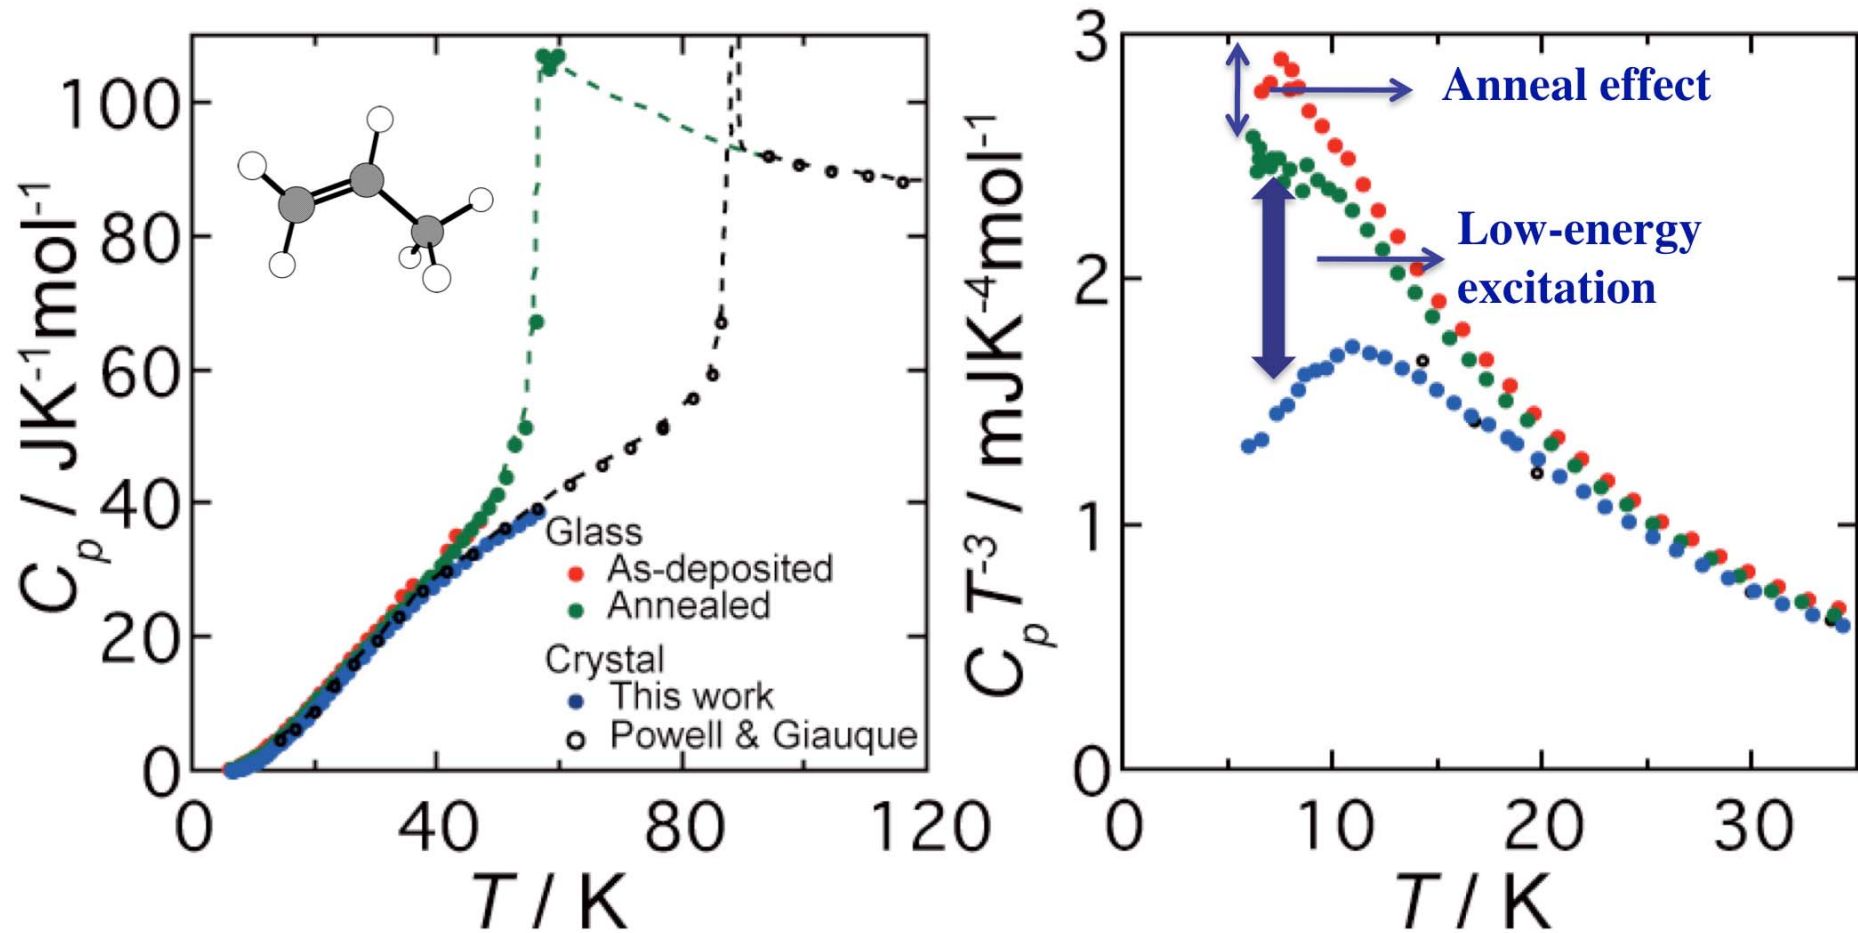 C_p / JK^-1mol^-1
100
80
60
40
20
0
0 40 80 120
T / K
Glass
As-deposited
Annealed
Crystal
This work
Powell & Giauque
C_pT^-3 / mJK^-4mol^-1
3
2
1
0
0 10 20 30
T / K
Anneal effect
Low-energy
excitation